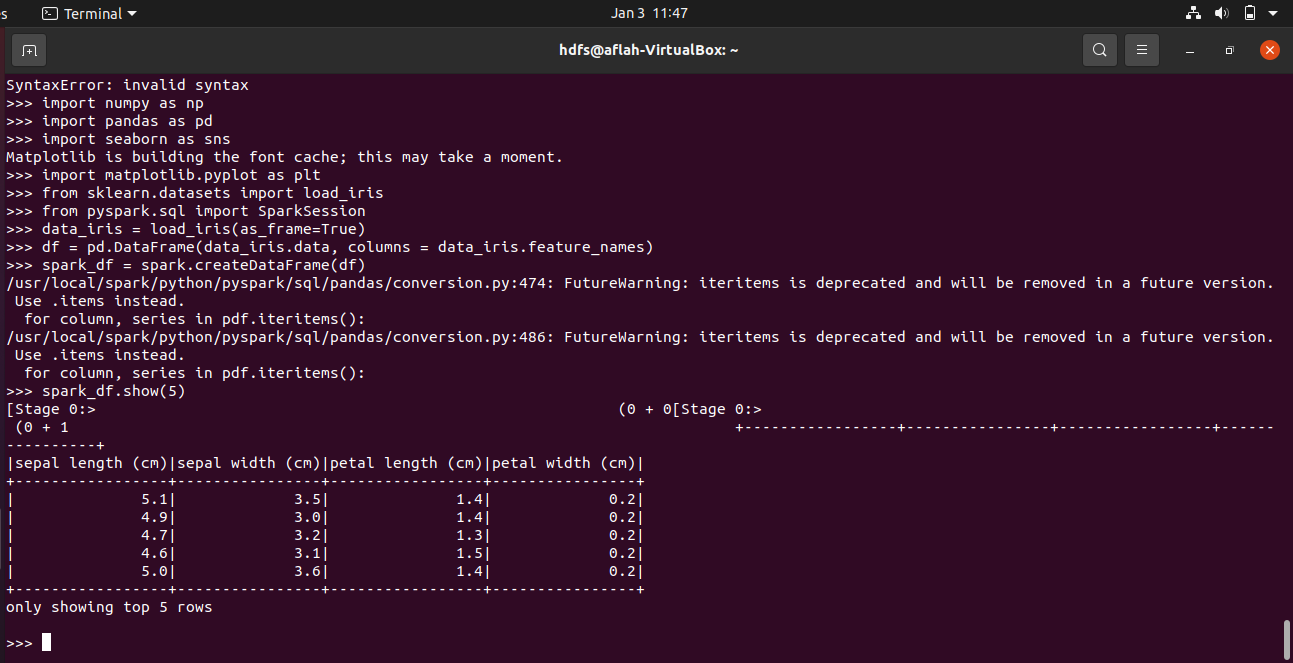 s Terminal Jan 3 11:47
hdfs@aflah-VirtualBox: ~
SyntaxError: invalid syntax
>>> import numpy as np
>>> import pandas as pd
>>> import seaborn as sns
Matplotlib is building the font cache; this may take a moment.
>>> import matplotlib.pyplot as plt
>>> from sklearn.datasets import load_iris
>>> from pyspark.sql import SparkSession
>>> data_iris = load_iris(as_frame=True)
>>> df = pd.DataFrame(data_iris.data, columns = data_iris.feature_names)
>>> spark_df = spark.createDataFrame(df)
/usr/local/spark/python/pyspark/sql/pandas/conversion.py:474: FutureWarning: iteritems is deprecated and will be removed in a future version.
 Use .items instead.
  for column, series in pdf.iteritems():
/usr/local/spark/python/pyspark/sql/pandas/conversion.py:486: FutureWarning: iteritems is deprecated and will be removed in a future version.
 Use .items instead.
  for column, series in pdf.iteritems():
>>> spark_df.show(5)
[Stage 0:>                                                          (0 + 0[Stage 0:>
 (0 + 1                                                                          +-----------------+----------------+-----------------+------
----------+
|sepal length (cm)|sepal width (cm)|petal length (cm)|petal width (cm)|
+-----------------+----------------+-----------------+----------------+
|              5.1|             3.5|              1.4|             0.2|
|              4.9|             3.0|              1.4|             0.2|
|              4.7|             3.2|              1.3|             0.2|
|              4.6|             3.1|              1.5|             0.2|
|              5.0|             3.6|              1.4|             0.2|
+-----------------+----------------+-----------------+----------------+
only showing top 5 rows
>>>